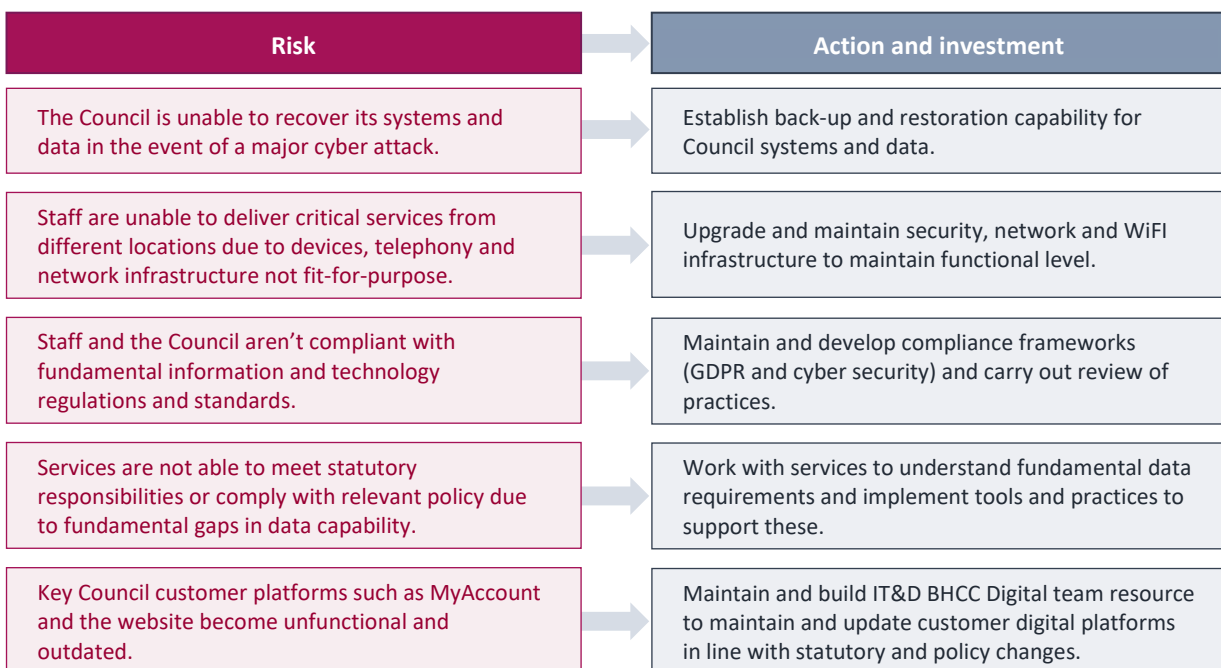 Risk
Action and investment
The Council is unable to recover its systems and
data in the event of a major cyber attack.
Establish back-up and restoration capability for
Council systems and data.
Staff are unable to deliver critical services from
different locations due to devices, telephony and
network infrastructure not fit-for-purpose.
Upgrade and maintain security, network and WiFI
infrastructure to maintain functional level.
Staff and the Council aren’t compliant with
fundamental information and technology
regulations and standards.
Maintain and develop compliance frameworks
(GDPR and cyber security) and carry out review of
practices.
Services are not able to meet statutory
responsibilities or comply with relevant policy due
to fundamental gaps in data capability.
Work with services to understand fundamental data
requirements and implement tools and practices to
support these.
Key Council customer platforms such as MyAccount
and the website become unfunctional and
outdated.
Maintain and build IT&D BHCC Digital team resource
to maintain and update customer digital platforms
in line with statutory and policy changes.